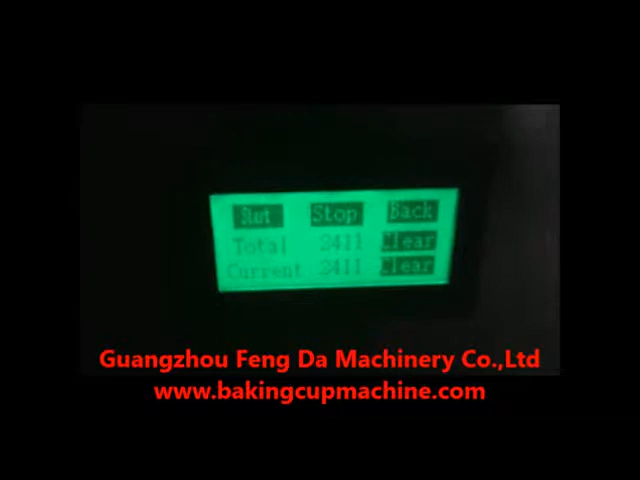 Stop Back
Total 2411 Clear
Current 2411 Clear
Guangzhou Feng Da Machinery Co.,Ltd
www.bakingcupmachine.com